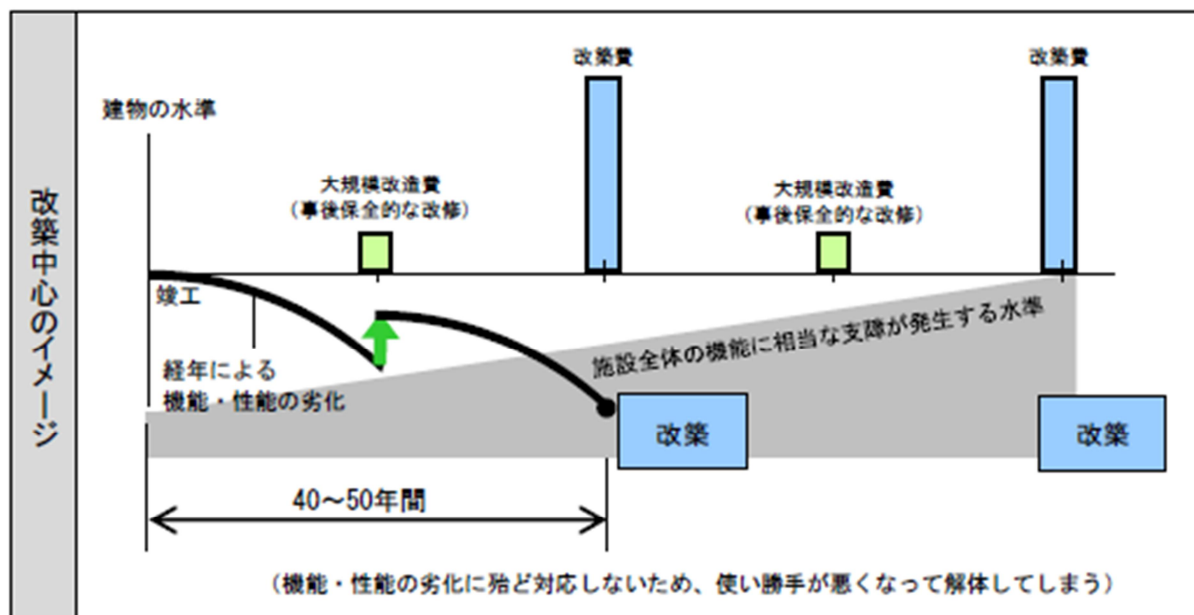 改築中心のイメージ
改築費
改築費
建物の水準
大規模改造費
（事後保全的な改修）
大規模改造費
（事後保全的な改修）
竣工
施設全体の機能に相当な支障が発生する水準
経年による
機能・性能の劣化
改築
改築
40～50年間
（機能・性能の劣化に殆ど対応しないため、使い勝手が悪くなって解体してしまう）